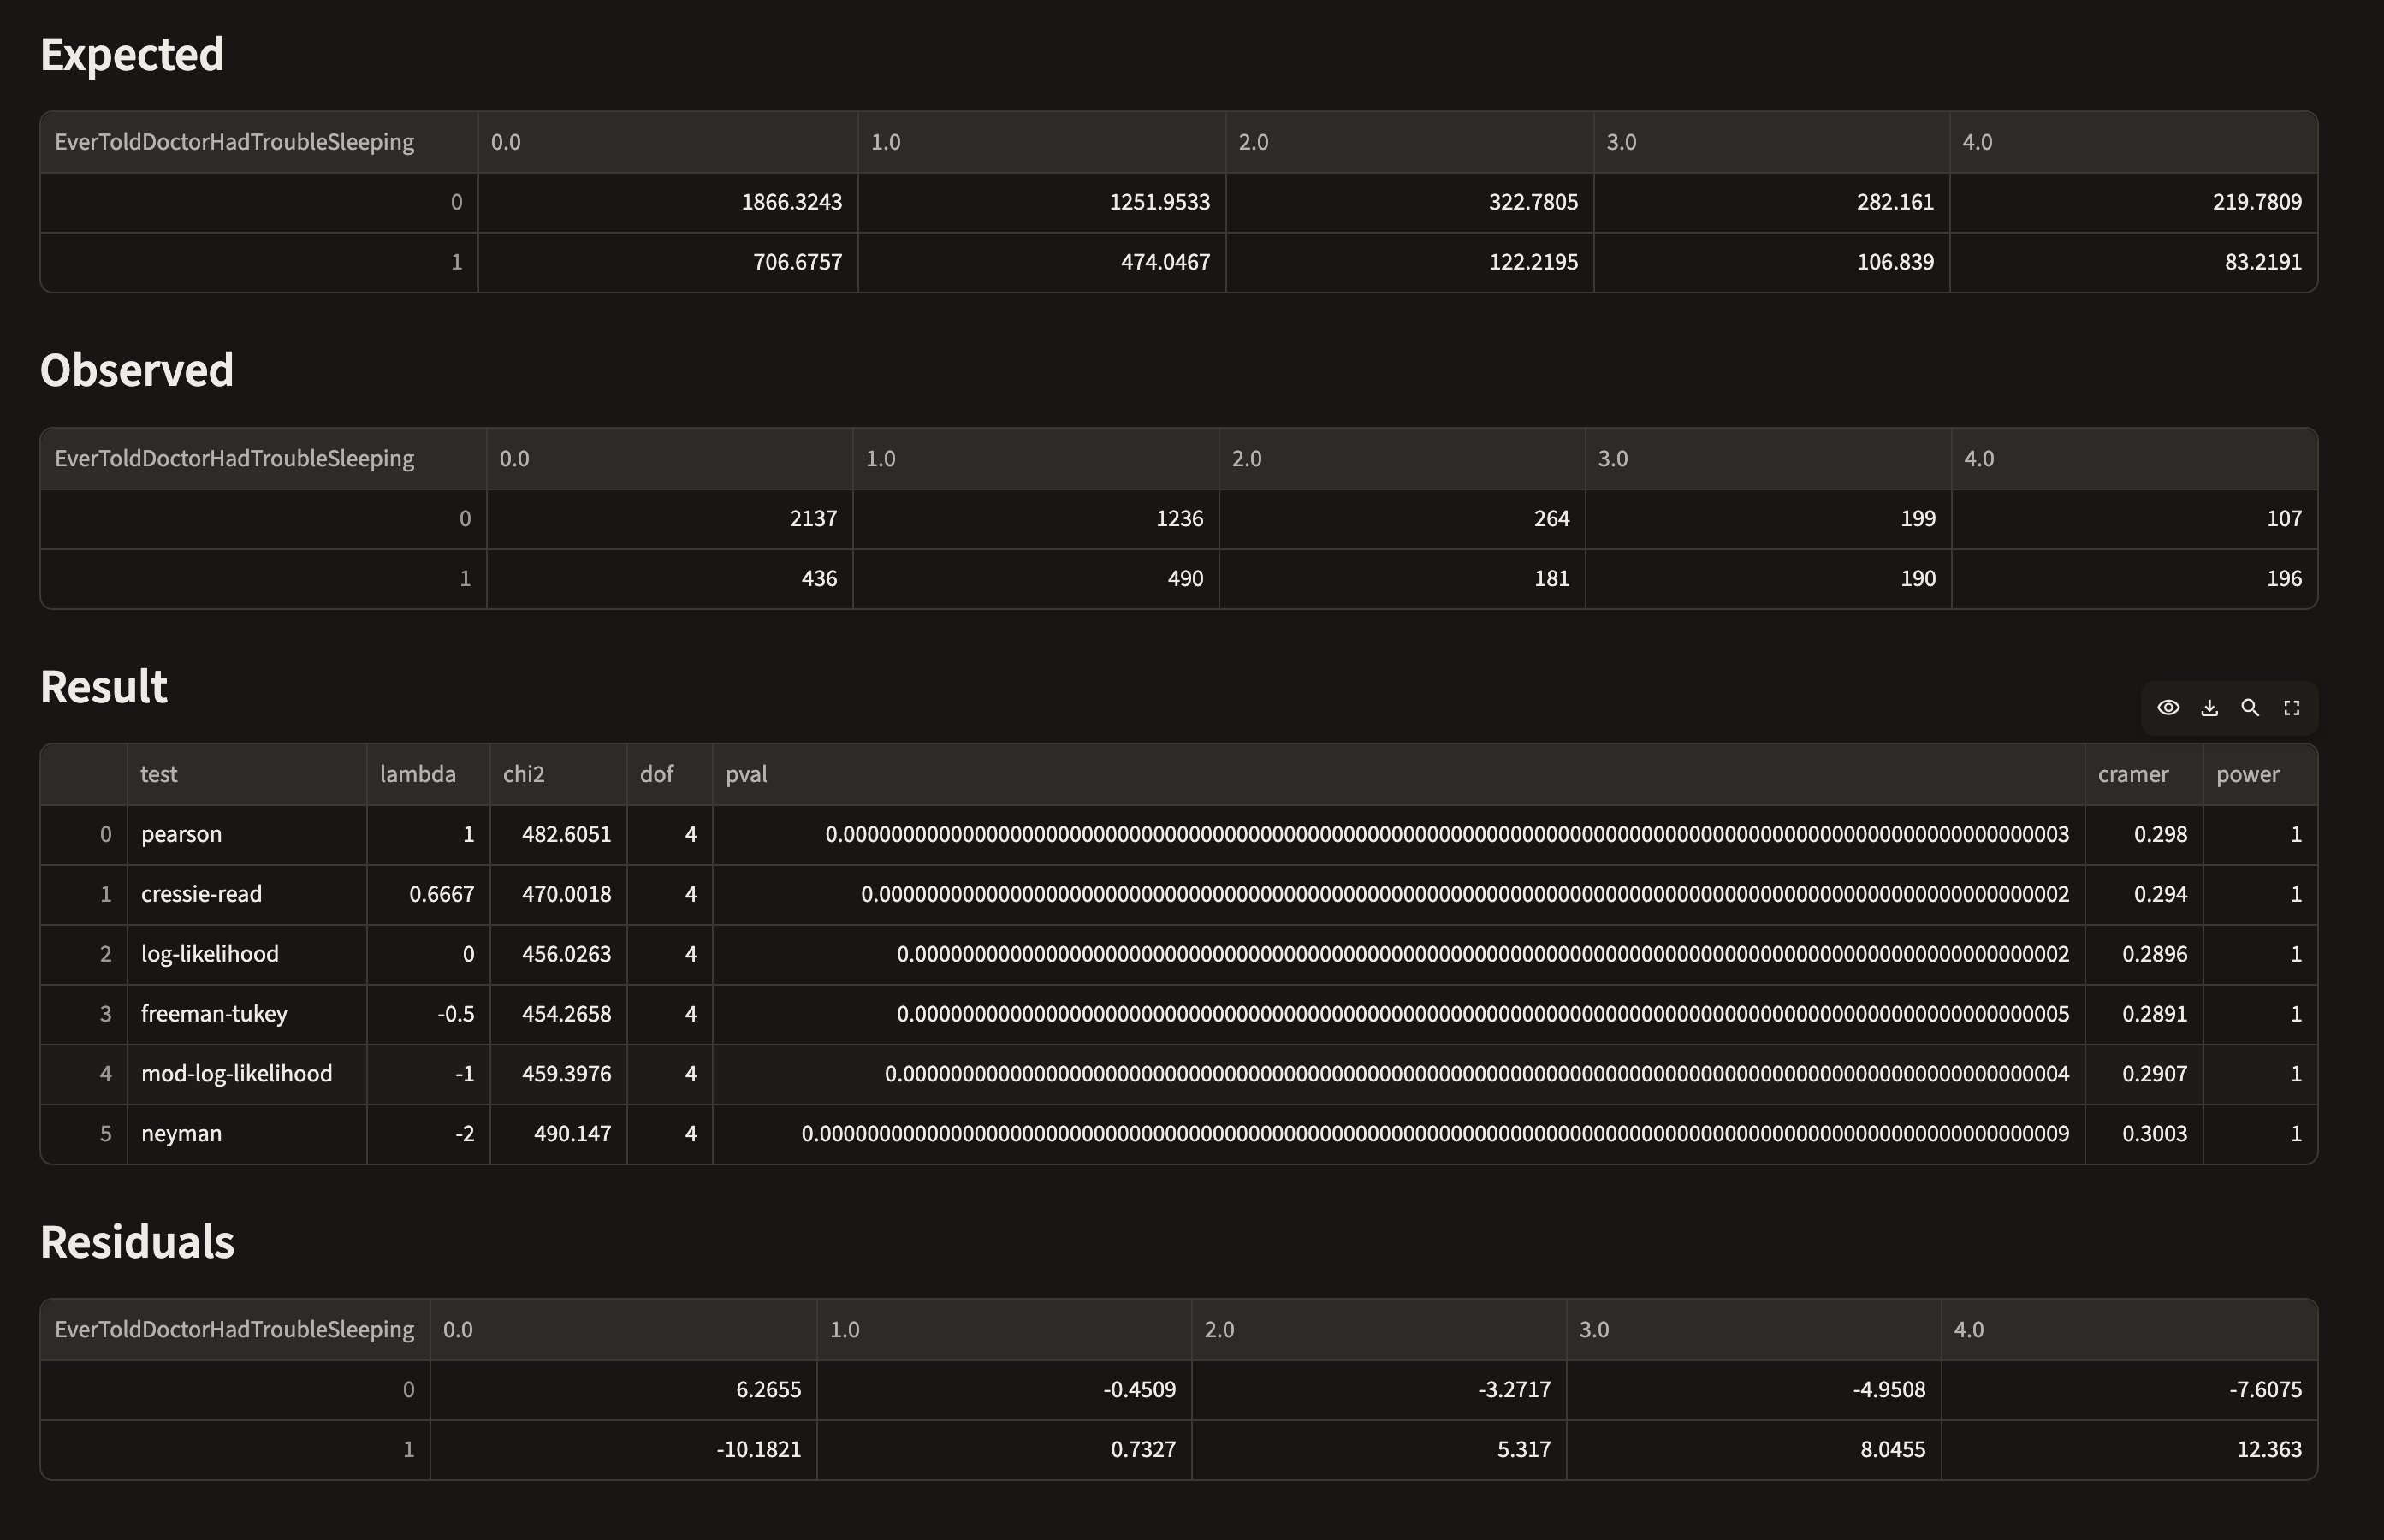 Expected
EverToldDoctorHadTroubleSleeping 0.0 1.0 2.0 3.0 4.0
0 1866.3243 1251.9533 322.7805 282.161 219.7809
1 706.6757 474.0467 122.2195 106.839 83.2191
Observed
EverToldDoctorHadTroubleSleeping 0.0 1.0 2.0 3.0 4.0
0 2137 1236 264 199 107
1 436 490 181 190 196
Result
test lambda chi2 dof pval cramer power
0 pearson 1 482.6051 4 0.0000000000000000000000000000000000000000000000000000000000000000000000000000000000000000000000000000003 0.298 1
1 cressie-read 0.6667 470.0018 4 0.0000000000000000000000000000000000000000000000000000000000000000000000000000000000000000000000000002 0.294 1
2 log-likelihood 0 456.0263 4 0.0000000000000000000000000000000000000000000000000000000000000000000000000000000000000000000000002 0.2896 1
3 freeman-tukey -0.5 454.2658 4 0.0000000000000000000000000000000000000000000000000000000000000000000000000000000000000000000000005 0.2891 1
4 mod-log-likelihood -1 459.3976 4 0.00000000000000000000000000000000000000000000000000000000000000000000000000000000000000000000000004 0.2907 1
5 neyman -2 490.147 4 0.000000000000000000000000000000000000000000000000000000000000000000000000000000000000000000000000000000009 0.3003 1
Residuals
EverToldDoctorHadTroubleSleeping 0.0 1.0 2.0 3.0 4.0
0 6.2655 -0.4509 -3.2717 -4.9508 -7.6075
1 -10.1821 0.7327 5.317 8.0455 12.363